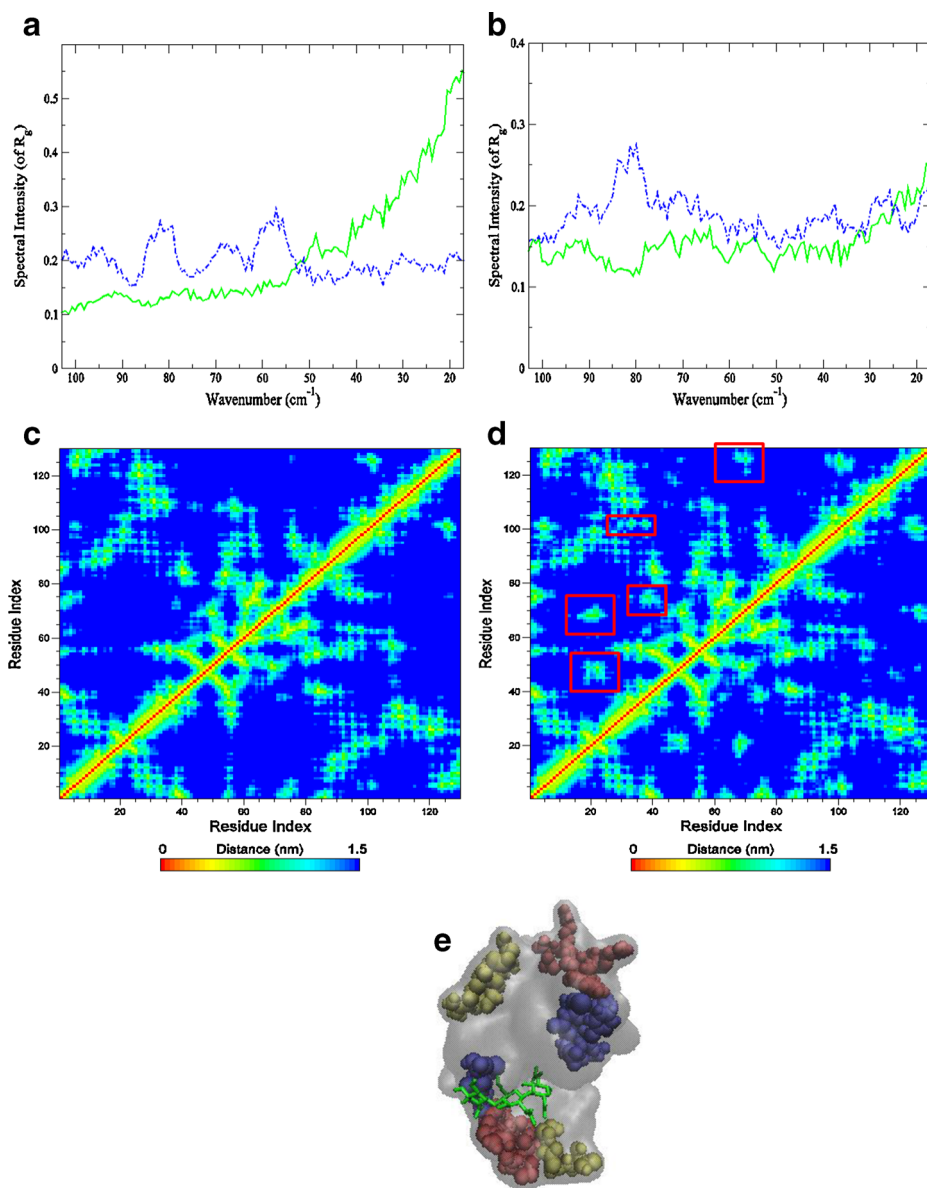 a
b
Spectral Intensity (of Rg)
0.5
0.4
0.3
0.2
0.1
0
100 90 80 70 60 50 40 30 20
Wavenumber (cm-1)
Spectral Intensity (of Rg)
0.4
0.3
0.2
0.1
0
100 90 80 70 60 50 40 30 20
Wavenumber (cm-1)
c
d
Residue Index
120
100
80
60
40
20
20 40 60 80 100 120
Residue Index
0 Distance (nm) 1.5
Residue Index
120
100
80
60
40
20
20 40 60 80 100 120
Residue Index
0 Distance (nm) 1.5
e